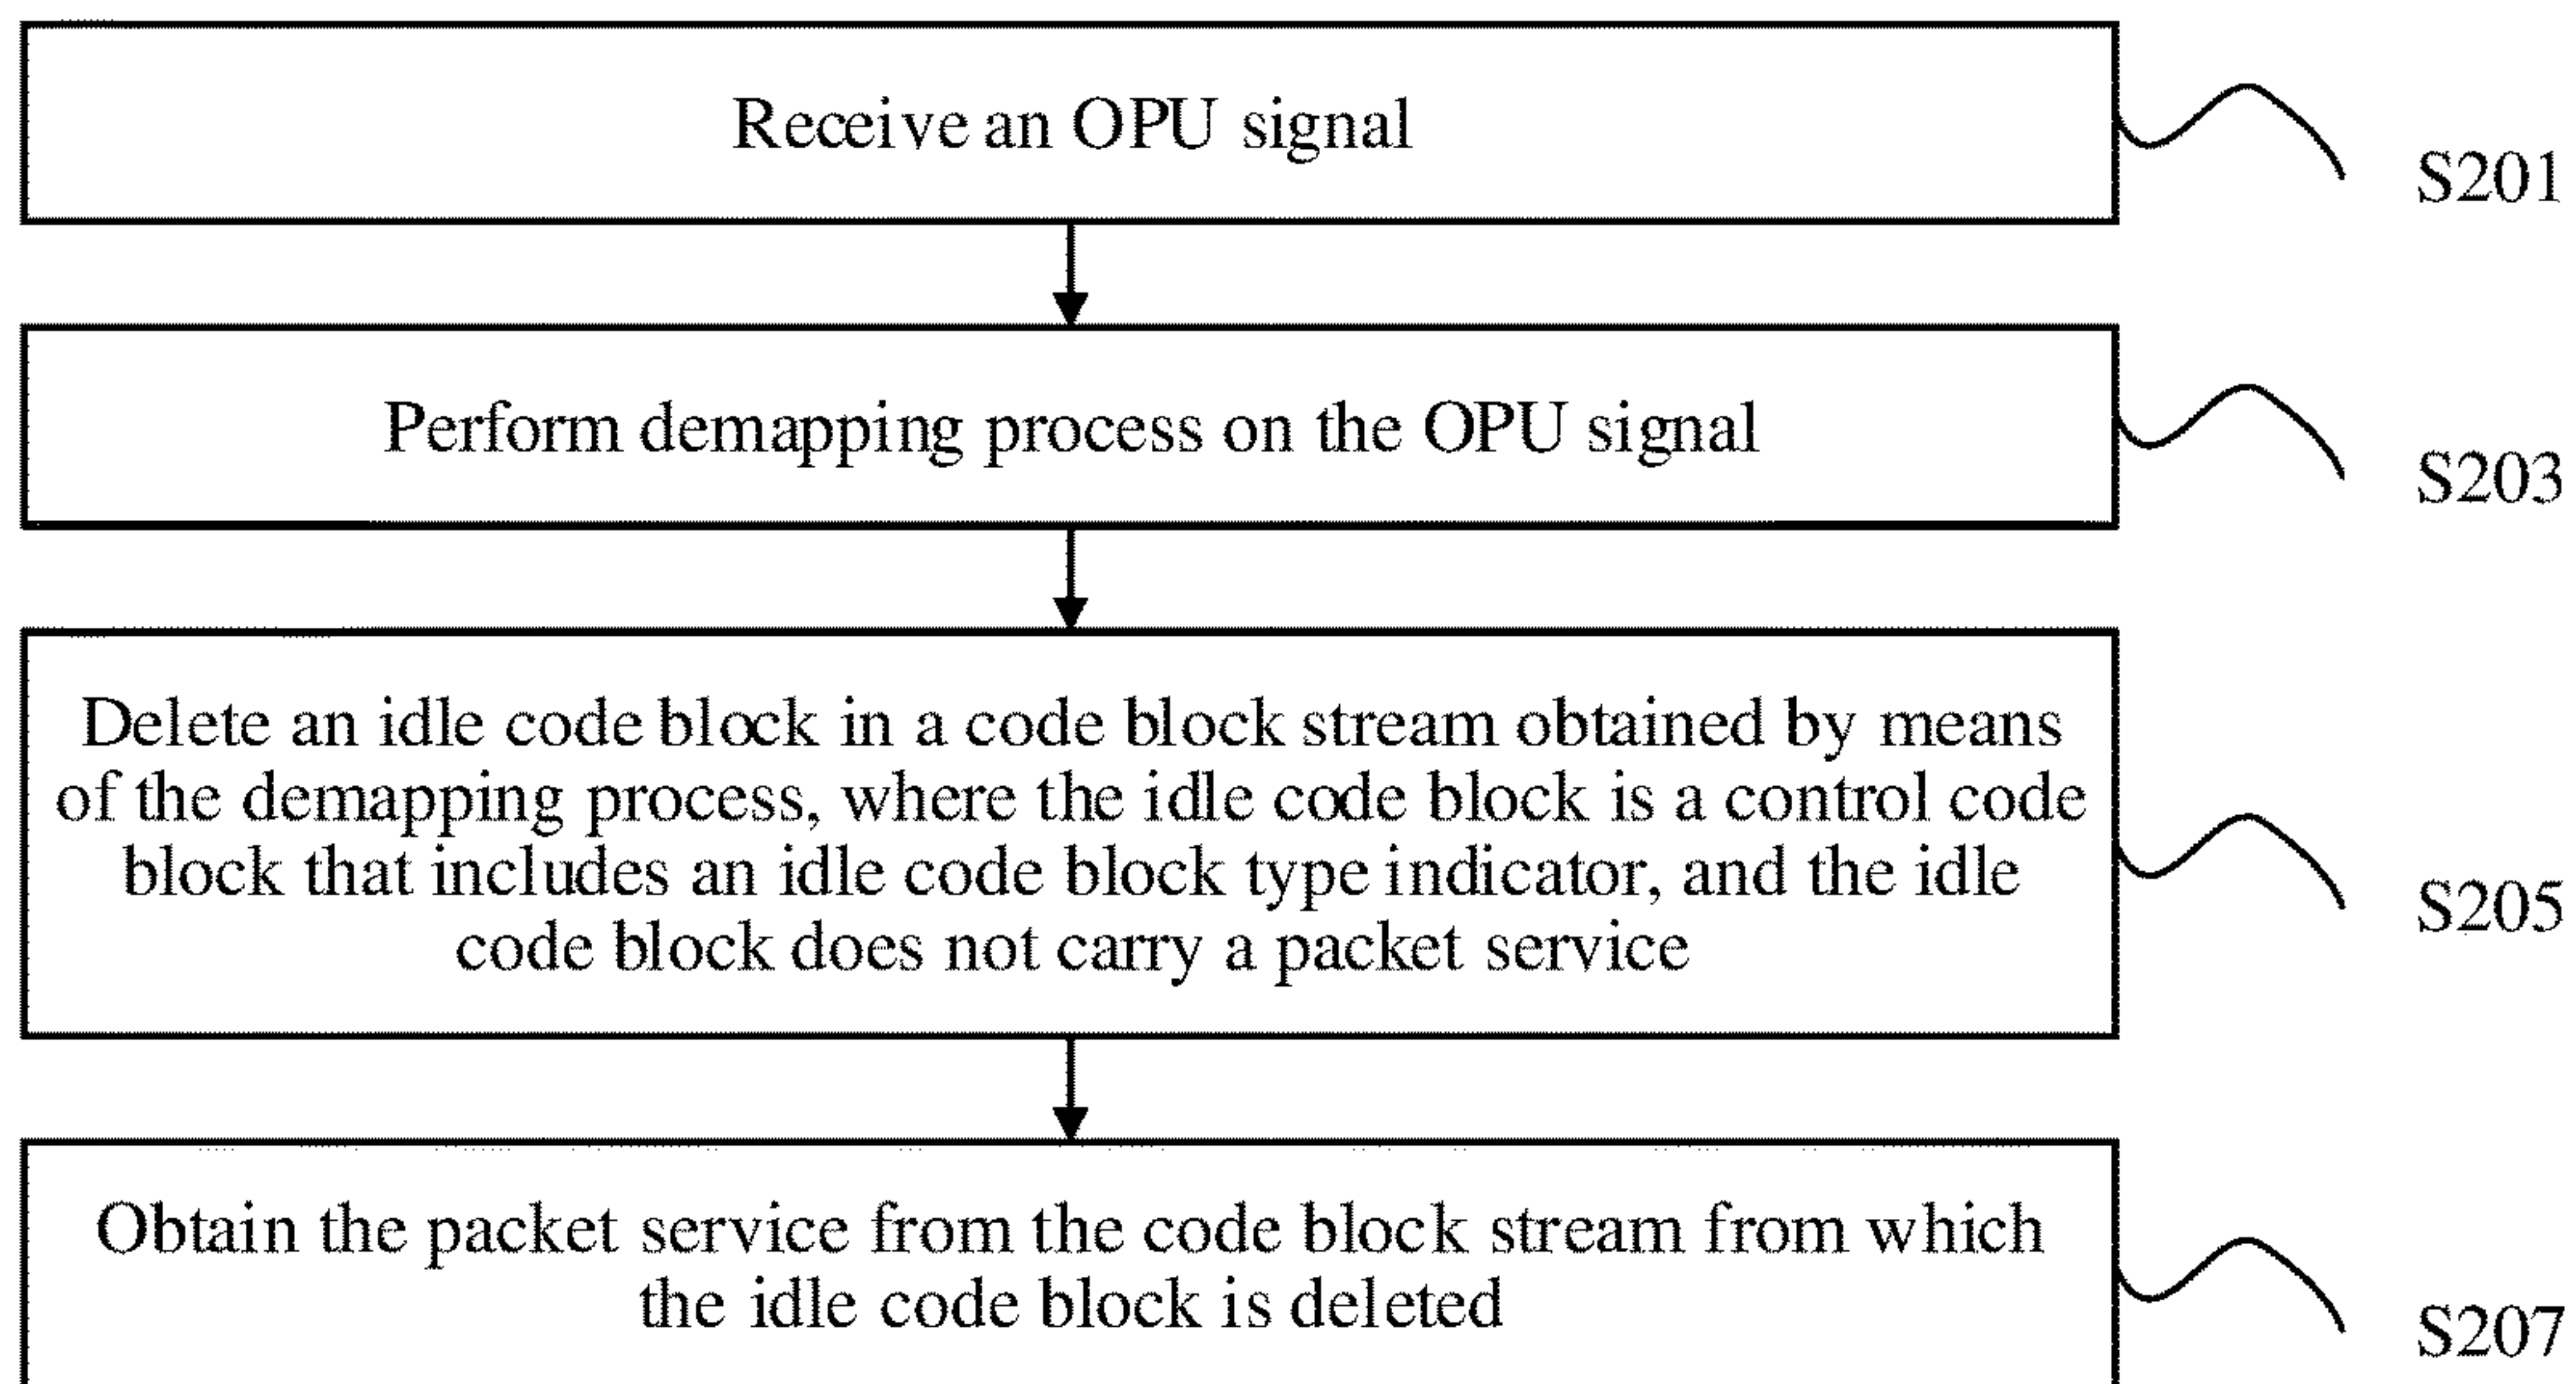 Receive an OPU signal
S201
Perform demapping process on the OPU signal
S203
Delete an idle code block in a code block stream obtained by means
of the demapping process, where the idle code block is a control code
block that includes an idle code block type indicator, and the idle
code block does not carry a packet service
S205
Obtain the packet service from the code block stream from which
the idle code block is deleted
S207